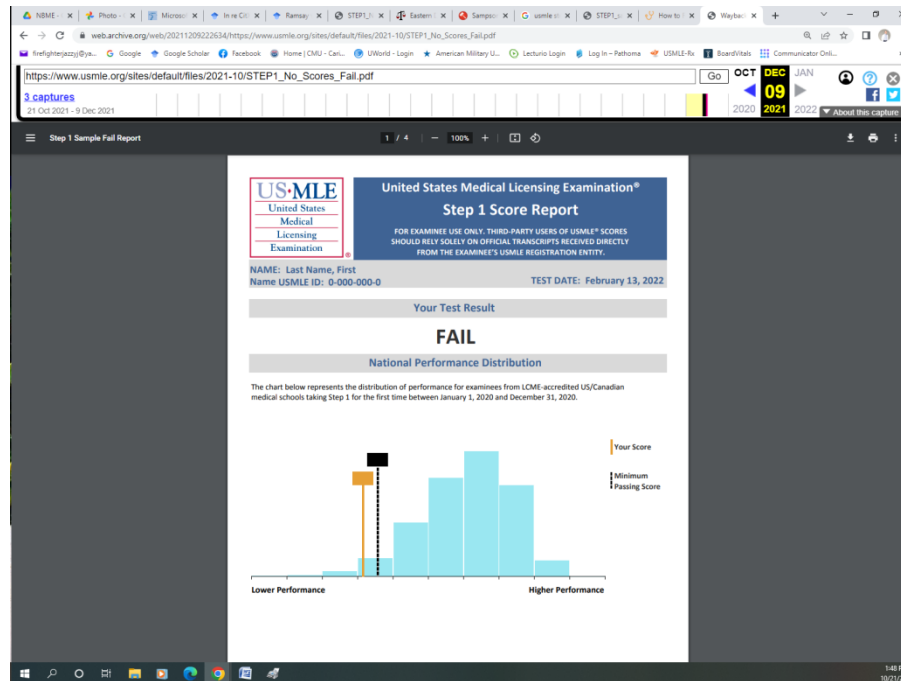 NBME -
Photo -
Microso
In re Citi
Ramsay
STEP1_N
Eastern
Sampso
usmle st
STEP1_s
How to
Wayba
web.archive.org/web/20211209222634/https://www.usmle.org/sites/default/files/2021-10/STEP1_No_Scores_Fail.pdf
firefighterjazzyj@ya...
Google
Google Scholar
Facebook
Home | CMU - Cari...
UWorld - Login
American Military U...
Lecturio Login
Log In – Pathoma
USMLE-Rx
BoardVitals
Communicator Onli...
https://www.usmle.org/sites/default/files/2021-10/STEP1_No_Scores_Fail.pdf
Go
OCT DEC JAN
3 captures
09
21 Oct 2021 - 9 Dec 2021
2020 2021 2022
About this capture
Step 1 Sample Fail Report
1 / 4
100%
US·MLE
United States
Medical
Licensing
Examination
®
United States Medical Licensing Examination®
Step 1 Score Report
FOR EXAMINEE USE ONLY. THIRD-PARTY USERS OF USMLE® SCORES
SHOULD RELY SOLELY ON OFFICIAL TRANSCRIPTS RECEIVED DIRECTLY
FROM THE EXAMINEE'S USMLE REGISTRATION ENTITY.
NAME: Last Name, First
Name USMLE ID: 0-000-000-0
TEST DATE: February 13, 2022
Your Test Result
FAIL
National Performance Distribution
The chart below represents the distribution of performance for examinees from LCME-accredited US/Canadian
medical schools taking Step 1 for the first time between January 1, 2020 and December 31, 2020.
Your Score
Minimum
Passing Score
Lower Performance
Higher Performance
1:48 P
10/21/2